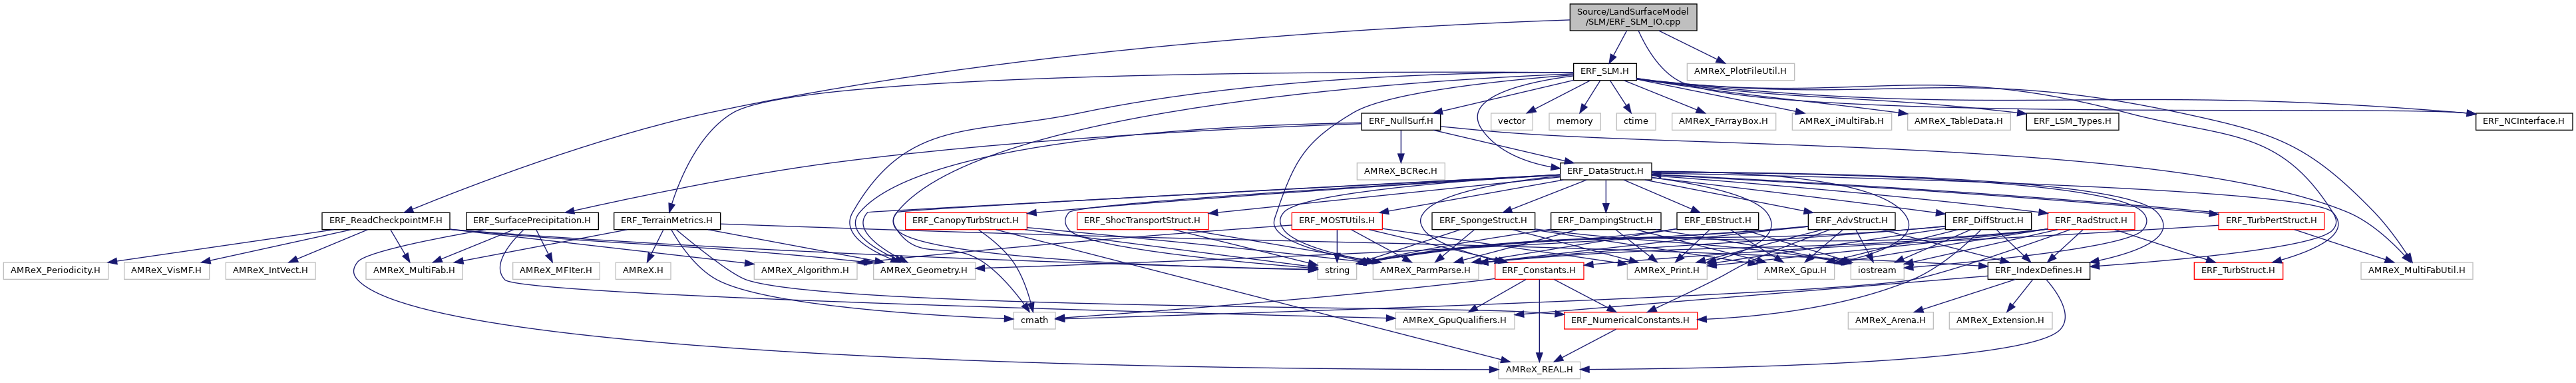 Source/LandSurfaceModel
/SLM/ERF_SLM_IO.cpp
ERF_SLM.H
AMReX_PlotFileUtil.H
ERF_NullSurf.H
vector
memory
ctime
AMReX_FArrayBox.H
AMReX_iMultiFab.H
AMReX_TableData.H
ERF_LSM_Types.H
ERF_NCInterface.H
AMReX_BCRec.H
ERF_DataStruct.H
ERF_ReadCheckpointMF.H
ERF_SurfacePrecipitation.H
ERF_TerrainMetrics.H
ERF_CanopyTurbStruct.H
ERF_ShocTransportStruct.H
ERF_MOSTUtils.H
ERF_SpongeStruct.H
ERF_DampingStruct.H
ERF_EBStruct.H
ERF_AdvStruct.H
ERF_DiffStruct.H
ERF_RadStruct.H
ERF_TurbPertStruct.H
AMReX_Periodicity.H
AMReX_VisMF.H
AMReX_IntVect.H
AMReX_MultiFab.H
AMReX_MFIter.H
AMReX.H
AMReX_Algorithm.H
AMReX_Geometry.H
string
AMReX_ParmParse.H
ERF_Constants.H
AMReX_Print.H
AMReX_Gpu.H
iostream
ERF_IndexDefines.H
ERF_TurbStruct.H
AMReX_MultiFabUtil.H
cmath
AMReX_GpuQualifiers.H
ERF_NumericalConstants.H
AMReX_Arena.H
AMReX_Extension.H
AMReX_REAL.H